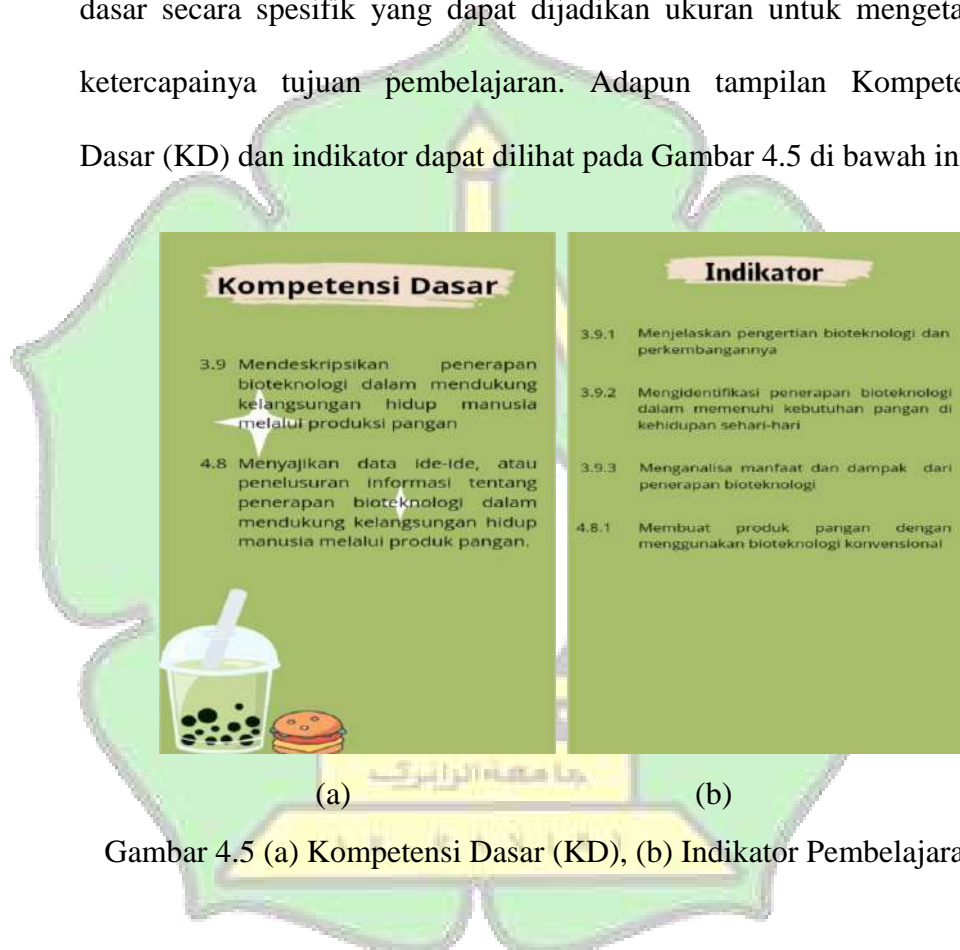 dasar secara spesifik yang dapat dijadikan ukuran untuk mengeta
ketercapainya tujuan pembelajaran. Adapun tampilan Kompete
Dasar (KD) dan indikator dapat dilihat pada Gambar 4.5 di bawah in
Kompetensi Dasar
3.9 Mendeskripsikan penerapan
bioteknologi dalam mendukung
kelangsungan hidup manusia
melalui produksi pangan
4.8 Menyajikan data ide-ide, atau
penelusuran informasi tentang
penerapan bioteknologi dalam
mendukung kelangsungan hidup
manusia melalui produk pangan.
Indikator
3.9.1 Menjelaskan pengertian bioteknologi dan
perkembangannya
3.9.2 Mengidentifikasi penerapan bioteknologi
dalam memenuhi kebutuhan pangan di
kehidupan sehari-hari
3.9.3 Menganalisa manfaat dan dampak dari
penerapan bioteknologi
4.8.1 Membuat produk pangan dengan
menggunakan bioteknologi konvensional
جامعة الرانري
(a) (b)
Gambar 4.5 (a) Kompetensi Dasar (KD), (b) Indikator Pembelajara